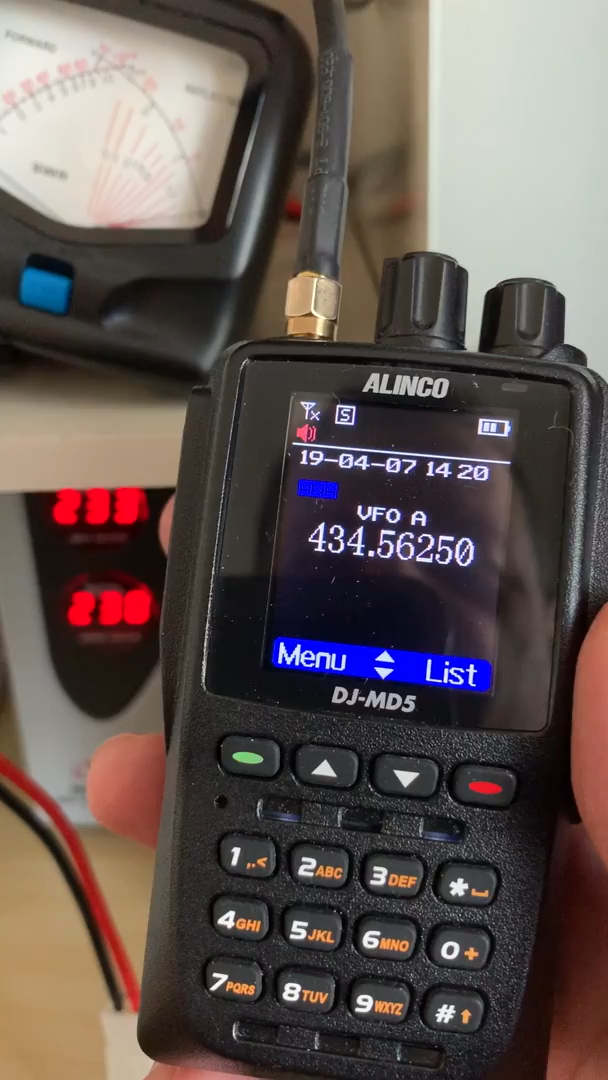 FORWARD
POWER
ALINCO
S
19-04-07 14 20
VFO A
434.56250
Menu
List
DJ-MD5
233
230
1,.<
2ABC
3DEF
*
4GHI
5JKL
6MNO
0+
7PQRS
8TUV
9WXYZ
#